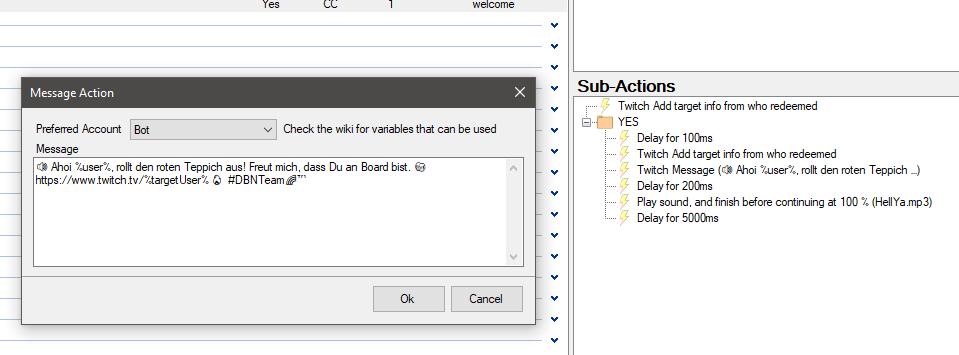 Yes CC 1 welcome
Message Action
Preferred Account Bot Check the wiki for variables that can be used
Message
🔊 Ahoi %user%, rollt den roten Teppich aus! Freut mich, dass Du an Board bist.
https://www.twitch.tv/%targetUser% #DBNTeam
Ok Cancel
Sub-Actions
Twitch Add target info from who redeemed
YES
Delay for 100ms
Twitch Add target info from who redeemed
Twitch Message (🔊 Ahoi %user%, rollt den roten Teppich ...)
Delay for 200ms
Play sound, and finish before continuing at 100 % (HellYa.mp3)
Delay for 5000ms